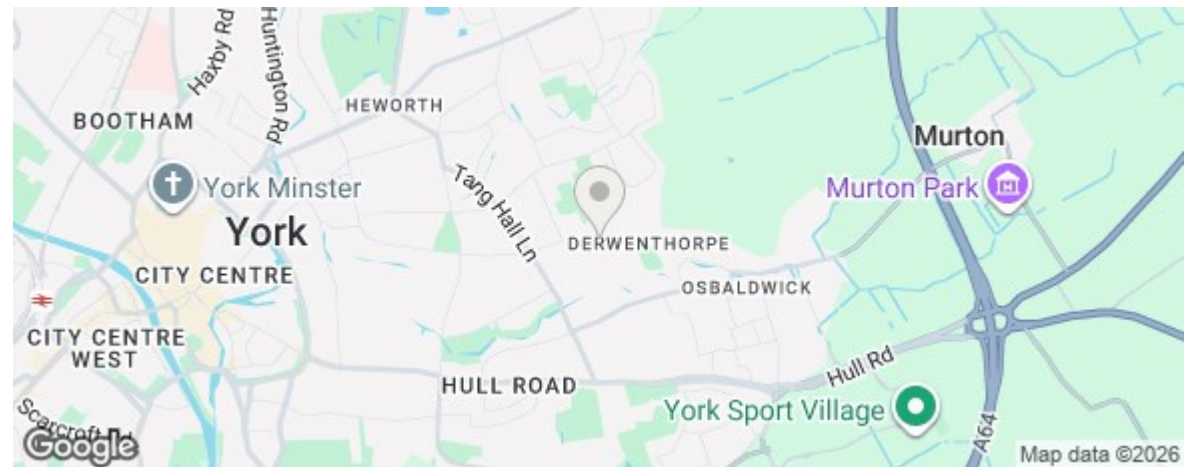 Haxby Rd
Huntington Rd
HEWORTH
BOOTHAM
Murton
York Minster
Tang Hall Ln
Murton Park
York
DERWENTHORPE
CITY CENTRE
OSBALDWICK
CITY CENTRE
WEST
Hull Rd
HULL ROAD
York Sport Village
A64
Google
Map data ©2026